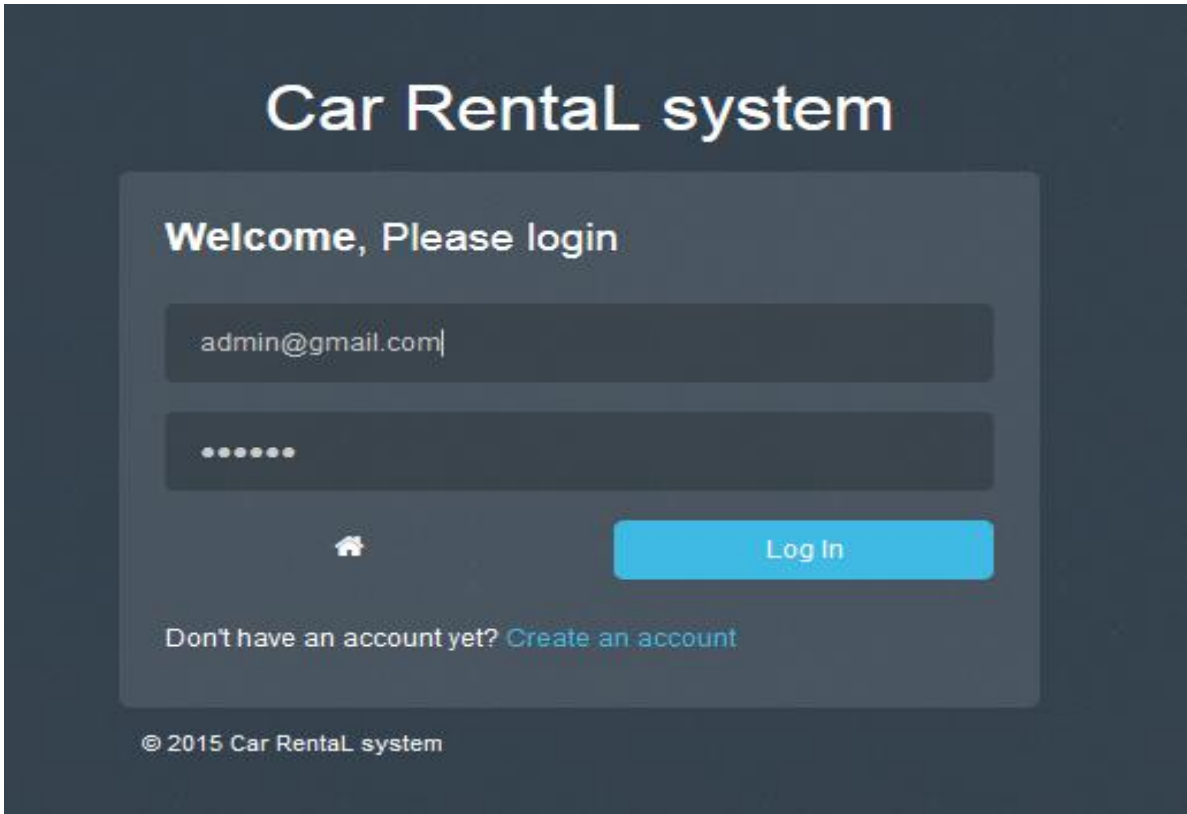 Car RentaL system
Welcome, Please login
admin@gmail.com
••••••
Log In
Don't have an account yet? Create an account
© 2015 Car RentaL system